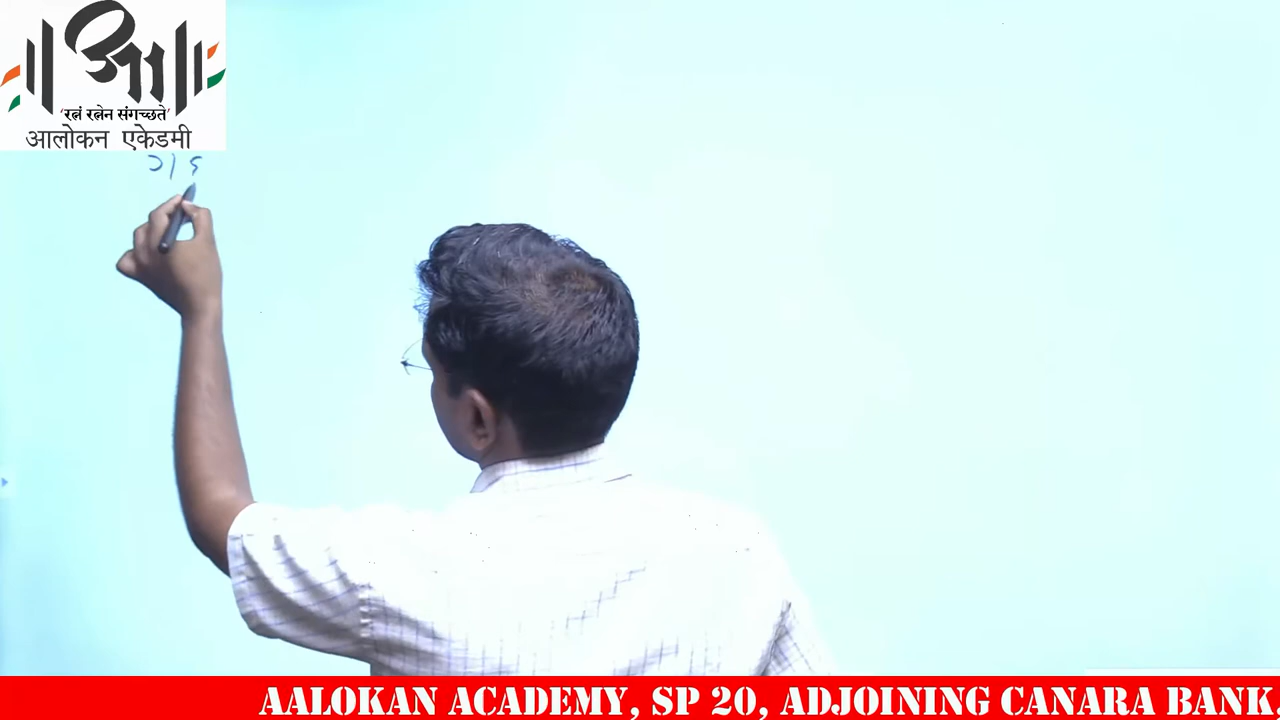 'रत्नं रत्नेन संगच्छते'
आलोकन एकेडमी
AALOKAN ACADEMY, SP 20, ADJOINING CANARA BANK,